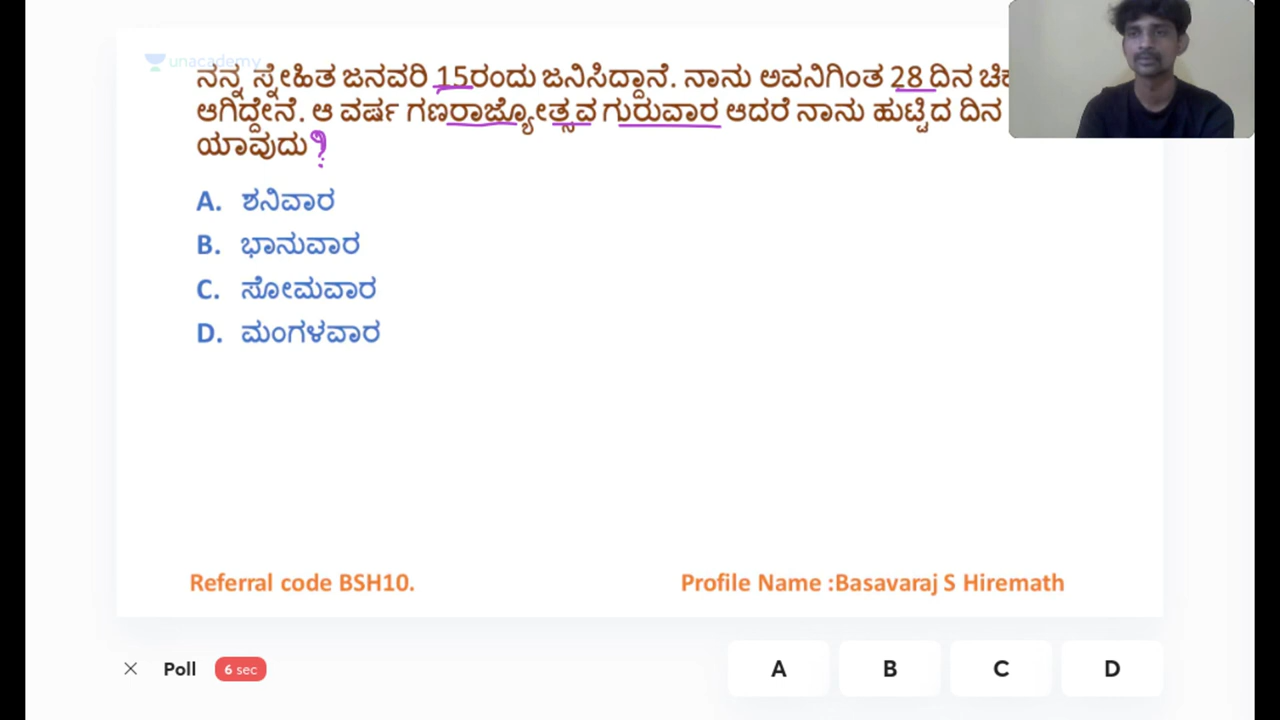 unacademy
ನನ್ನ ಸ್ನೇಹಿತ ಜನವರಿ 15ರಂದು ಜನಿಸಿದ್ದಾನೆ. ನಾನು ಅವನಿಗಿಂತ 28 ದಿನ
ಆಗಿದ್ದೇನೆ. ಆ ವರ್ಷ ಗಣರಾಜ್ಯೋತ್ಸವ ಗುರುವಾರ ಆದರೆ ನಾನು ಹುಟ್ಟಿದ ದಿನ
ಯಾವುದು?
A. ಶನಿವಾರ
B. ಭಾನುವಾರ
C. ಸೋಮವಾರ
D. ಮಂಗಳವಾರ
Referral code BSH10. Profile Name :Basavaraj S Hiremath
Poll 6 sec A B C D